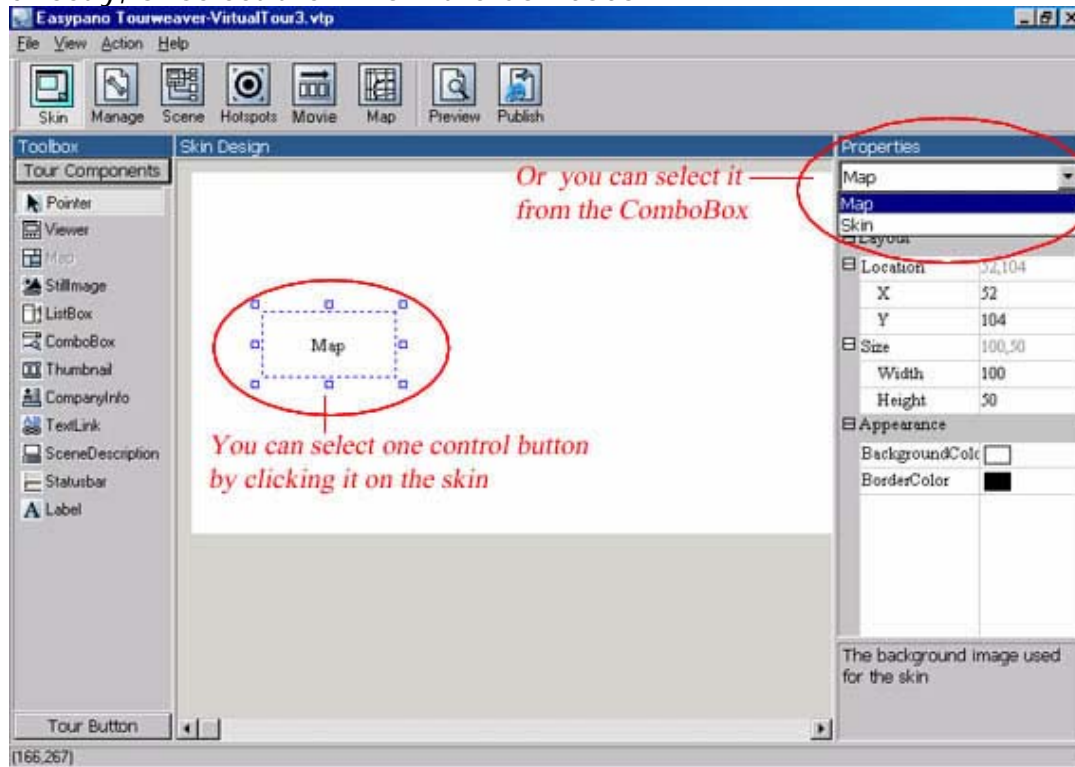 Easypano Tourweaver-VirtualTour3.vtp
File View Action Help
Skin Manage Scene Hotspots Movie Map Preview Publish
Toolbox
Tour Components
Pointer
Viewer
Map
StillImage
ListBox
ComboBox
Thumbnail
CompanyInfo
TextLink
SceneDescription
Statusbar
Label
Tour Button
Skin Design
Or you can select it
from the ComboBox
Map
You can select one control button
by clicking it on the skin
Properties
Map
Map
Skin
Layout
Location 52,104
X 52
Y 104
Size 100,50
Width 100
Height 50
Appearance
BackgroundColo
BorderColor
The background image used
for the skin
(166,267)